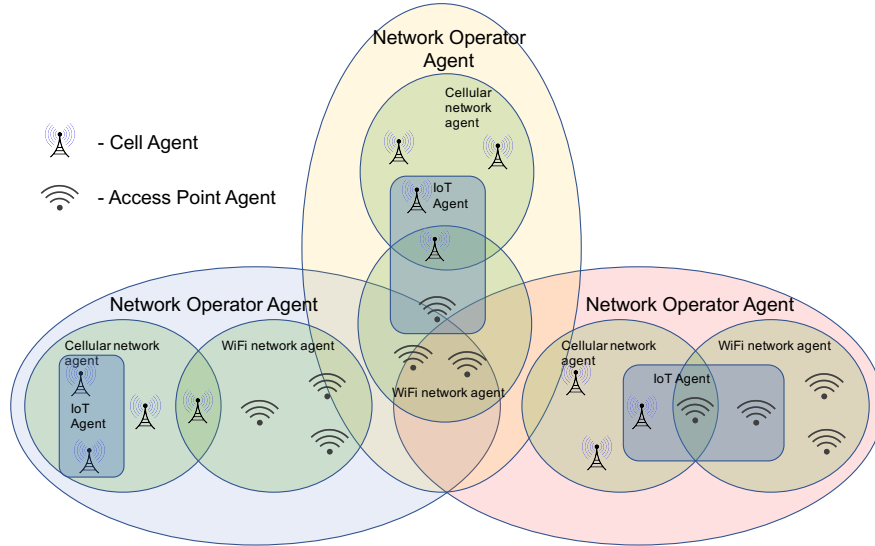 Network Operator
Agent
Cellular
network
agent
- Cell Agent
- Access Point Agent
IoT
Agent
Network Operator Agent
Network Operator Agent
Cellular network
agent
WiFi network agent
Cellular network
agent
WiFi network agent
IoT Agent
WiFi network agent
IoT
Agent